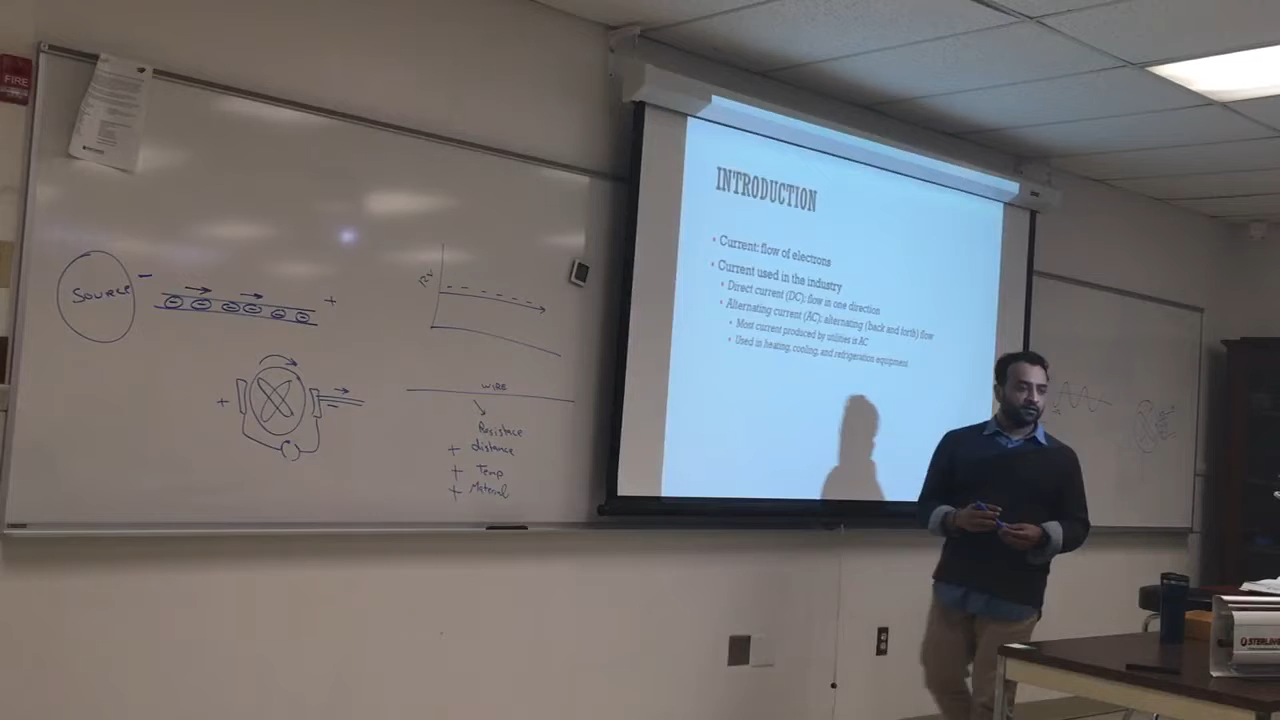 FIRE
Source
-
+
+
-
WIRE
Resistace
+ distance
+ Temp
+ Material
INTRODUCTION
• Current: flow of electrons
• Current used in the industry
• Direct current (DC): flow in one direction
• Alternating current (AC): alternating (back and forth) flow
• Most current produced by utilities is AC
• Used in heating, cooling, and refrigeration equipment
STERLING